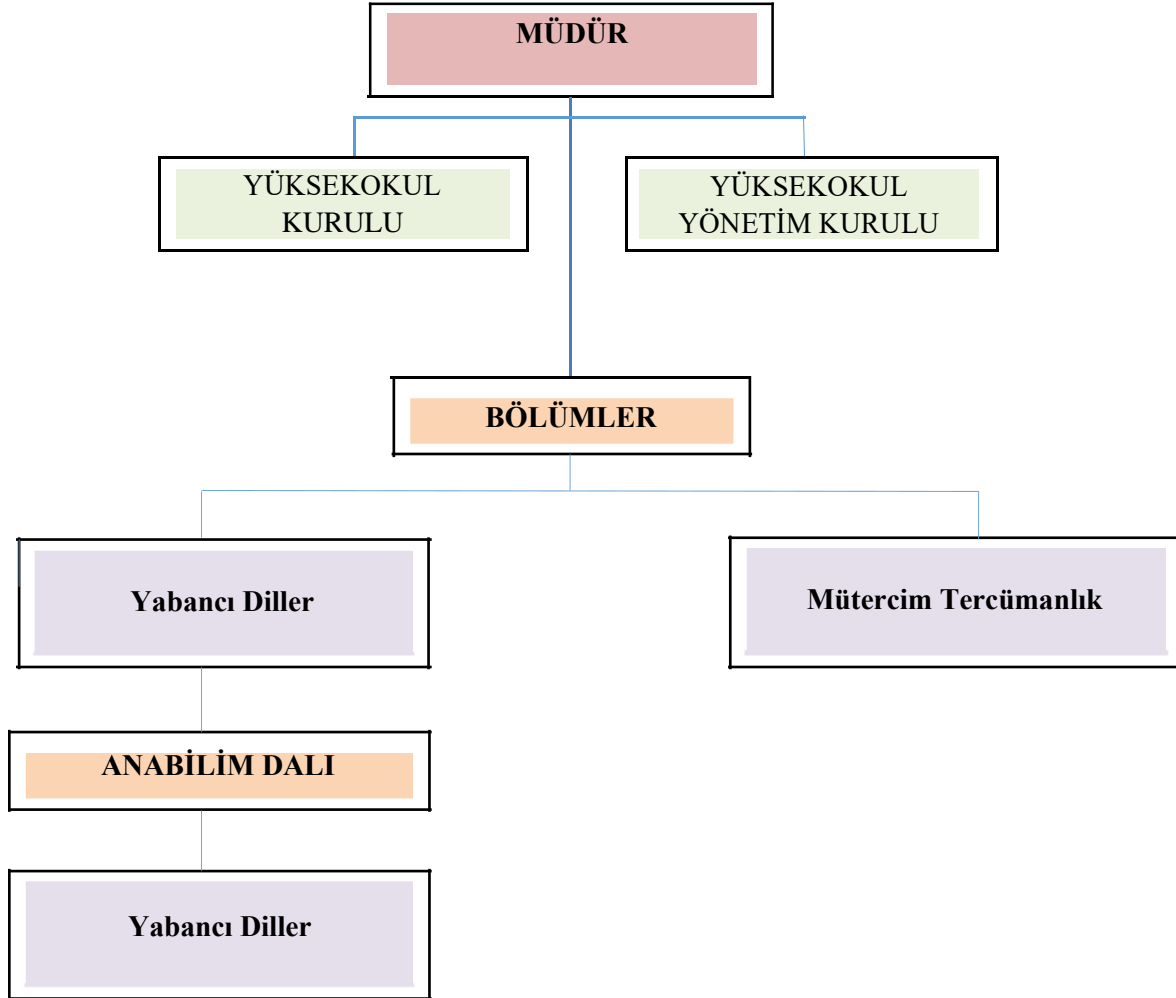 MÜDÜR
YÜKSEKOKUL
KURULU
YÜKSEKOKUL
YÖNETİM KURULU
BÖLÜMLER
Yabancı Diller
Mütercim Tercümanlık
ANABİLİM DALI
Yabancı Diller